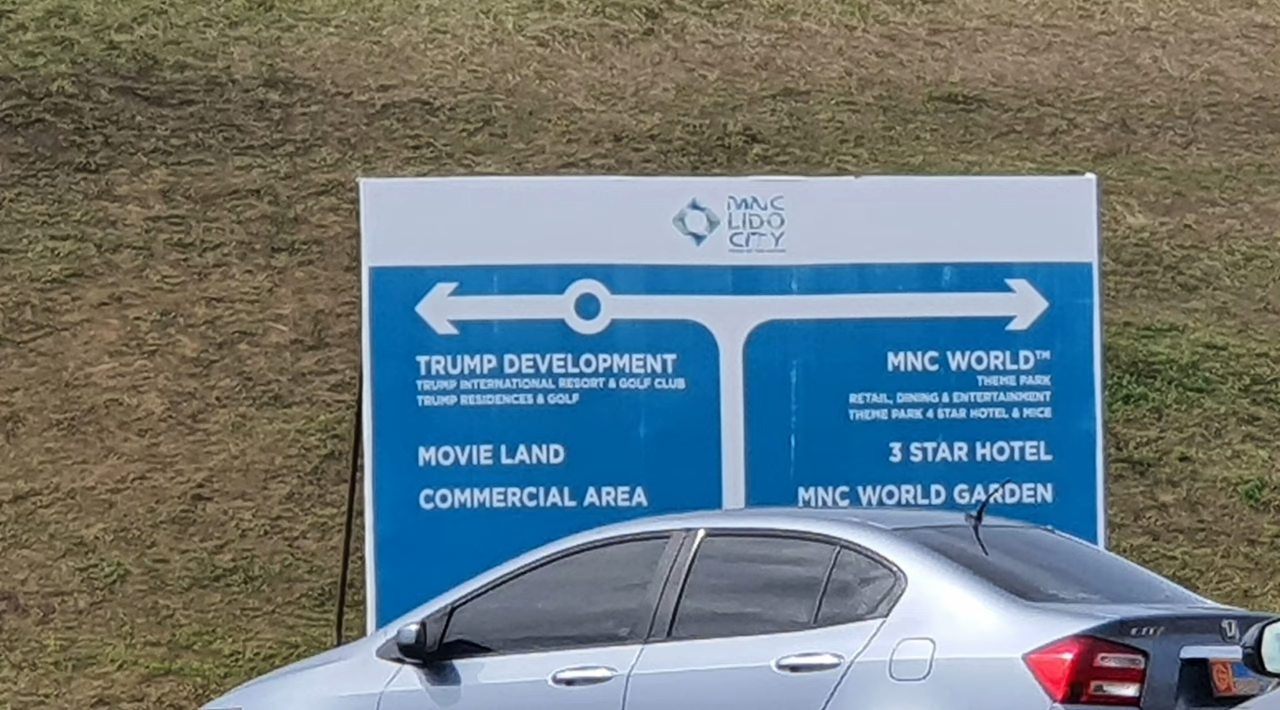 MNC
LIDO
CITY
TRUMP DEVELOPMENT
TRUMP INTERNATIONAL RESORT & GOLF CLUB
TRUMP RESIDENCES & GOLF
MOVIE LAND
COMMERCIAL AREA
MNC WORLD™
THEME PARK
RETAIL, DINING & ENTERTAINMENT
THEME PARK 4 STAR HOTEL & MICE
3 STAR HOTEL
MNC WORLD GARDEN